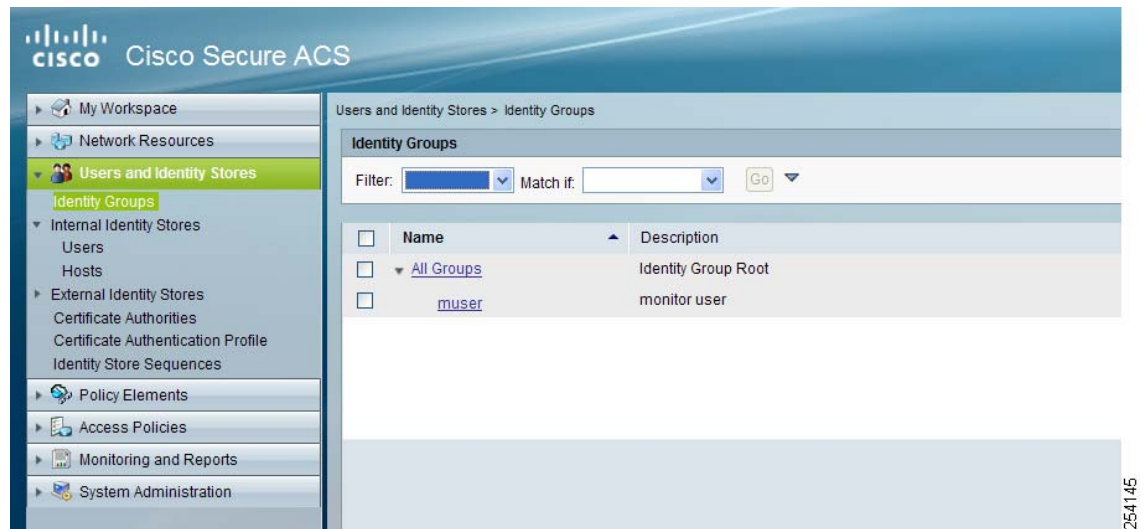 CISCO Cisco Secure ACS
My Workspace
Network Resources
Users and Identity Stores
Identity Groups
Internal Identity Stores
Users
Hosts
External Identity Stores
Certificate Authorities
Certificate Authentication Profile
Identity Store Sequences
Policy Elements
Access Policies
Monitoring and Reports
System Administration
Users and Identity Stores > Identity Groups
Identity Groups
Filter: Match if: Go
Name Description
All Groups Identity Group Root
muser monitor user
254145